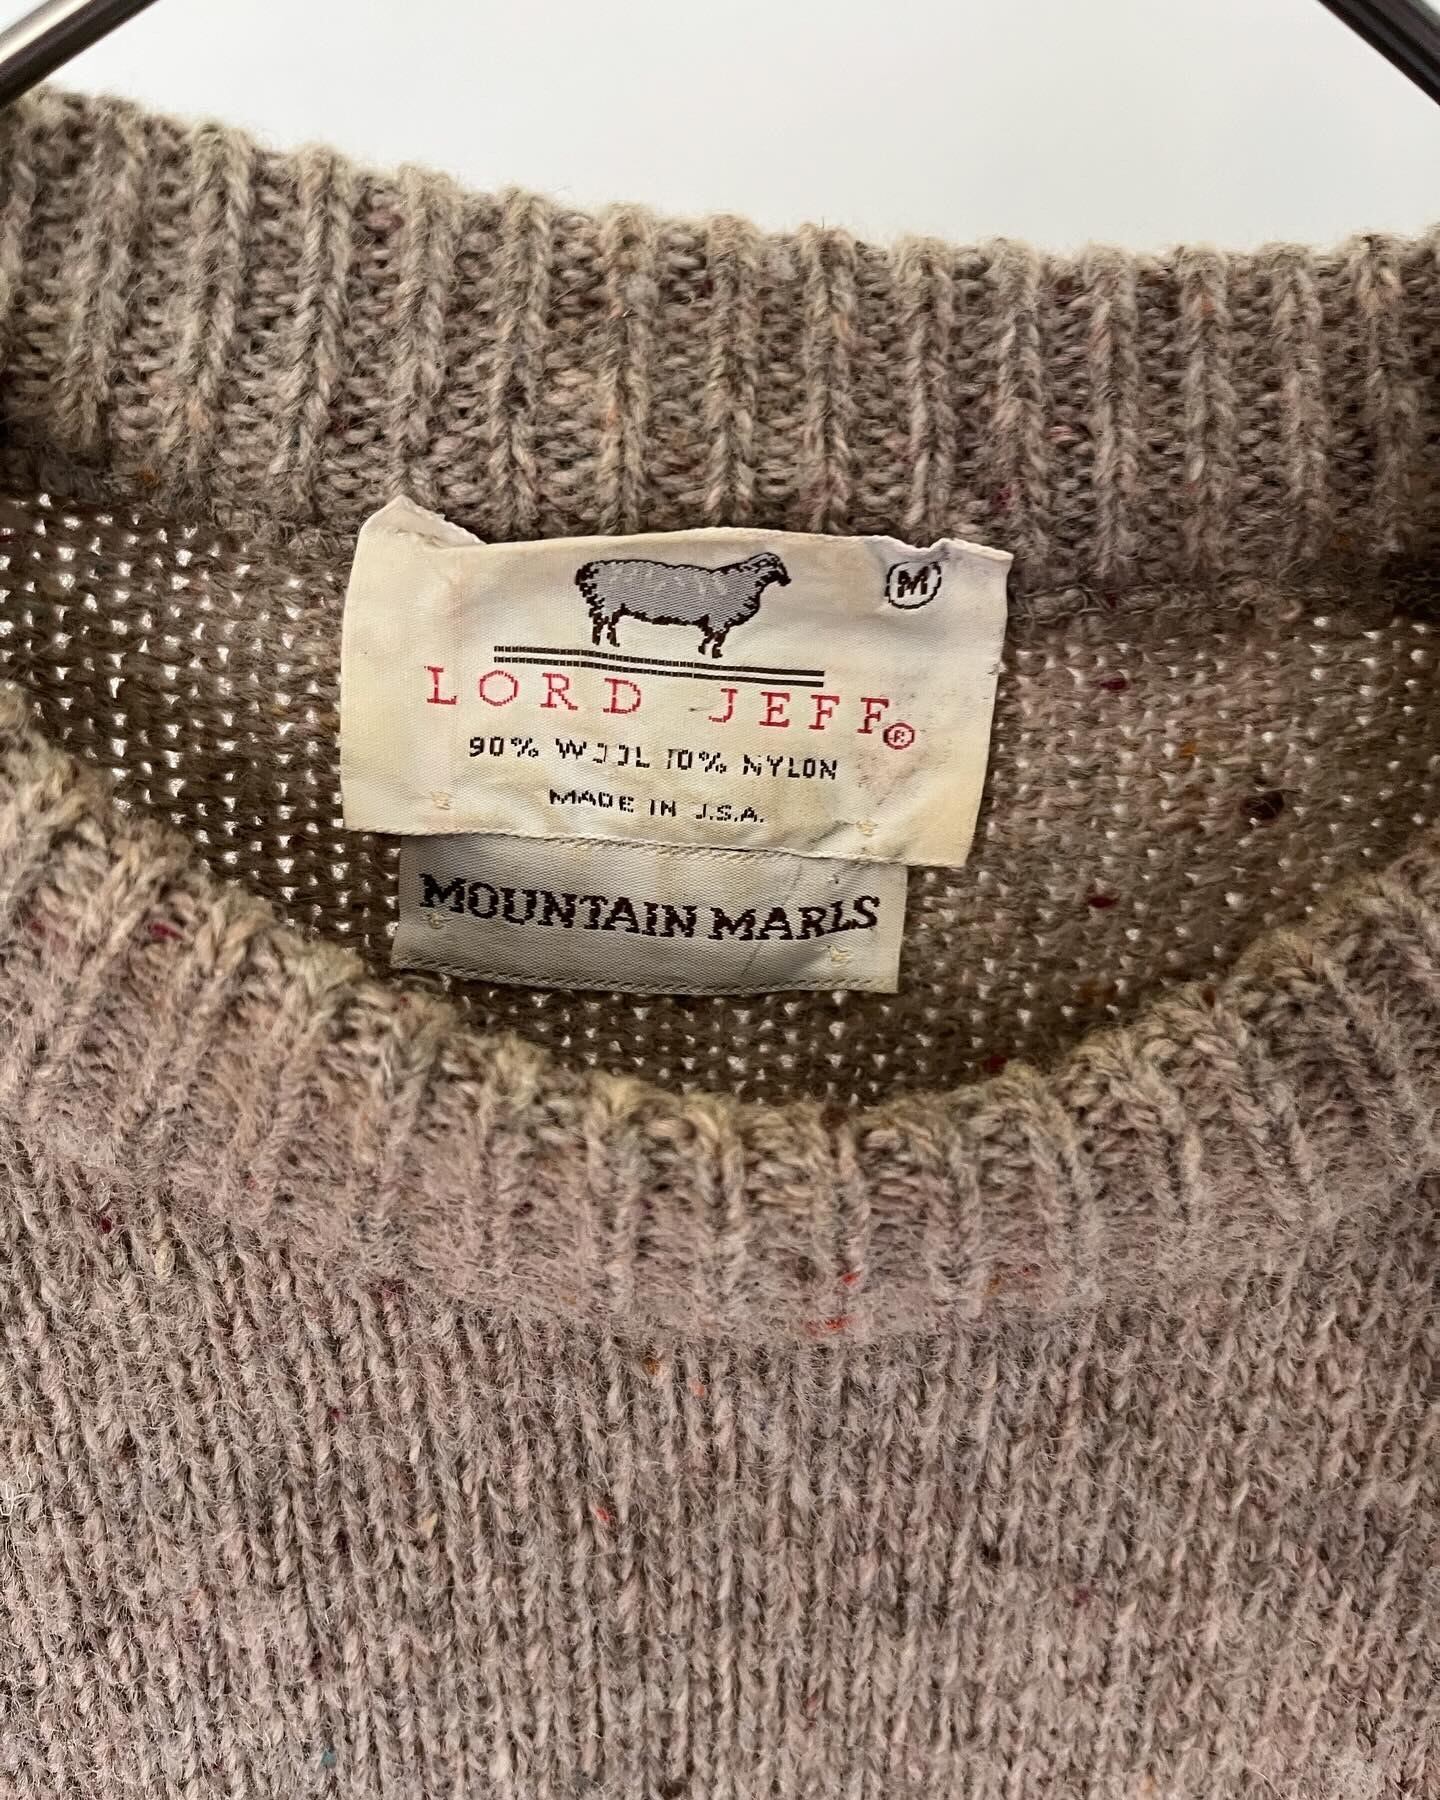 M
LORD JEFF®
90% WOOL 10% NYLON
MADE IN U.S.A.
MOUNTAIN MARLS